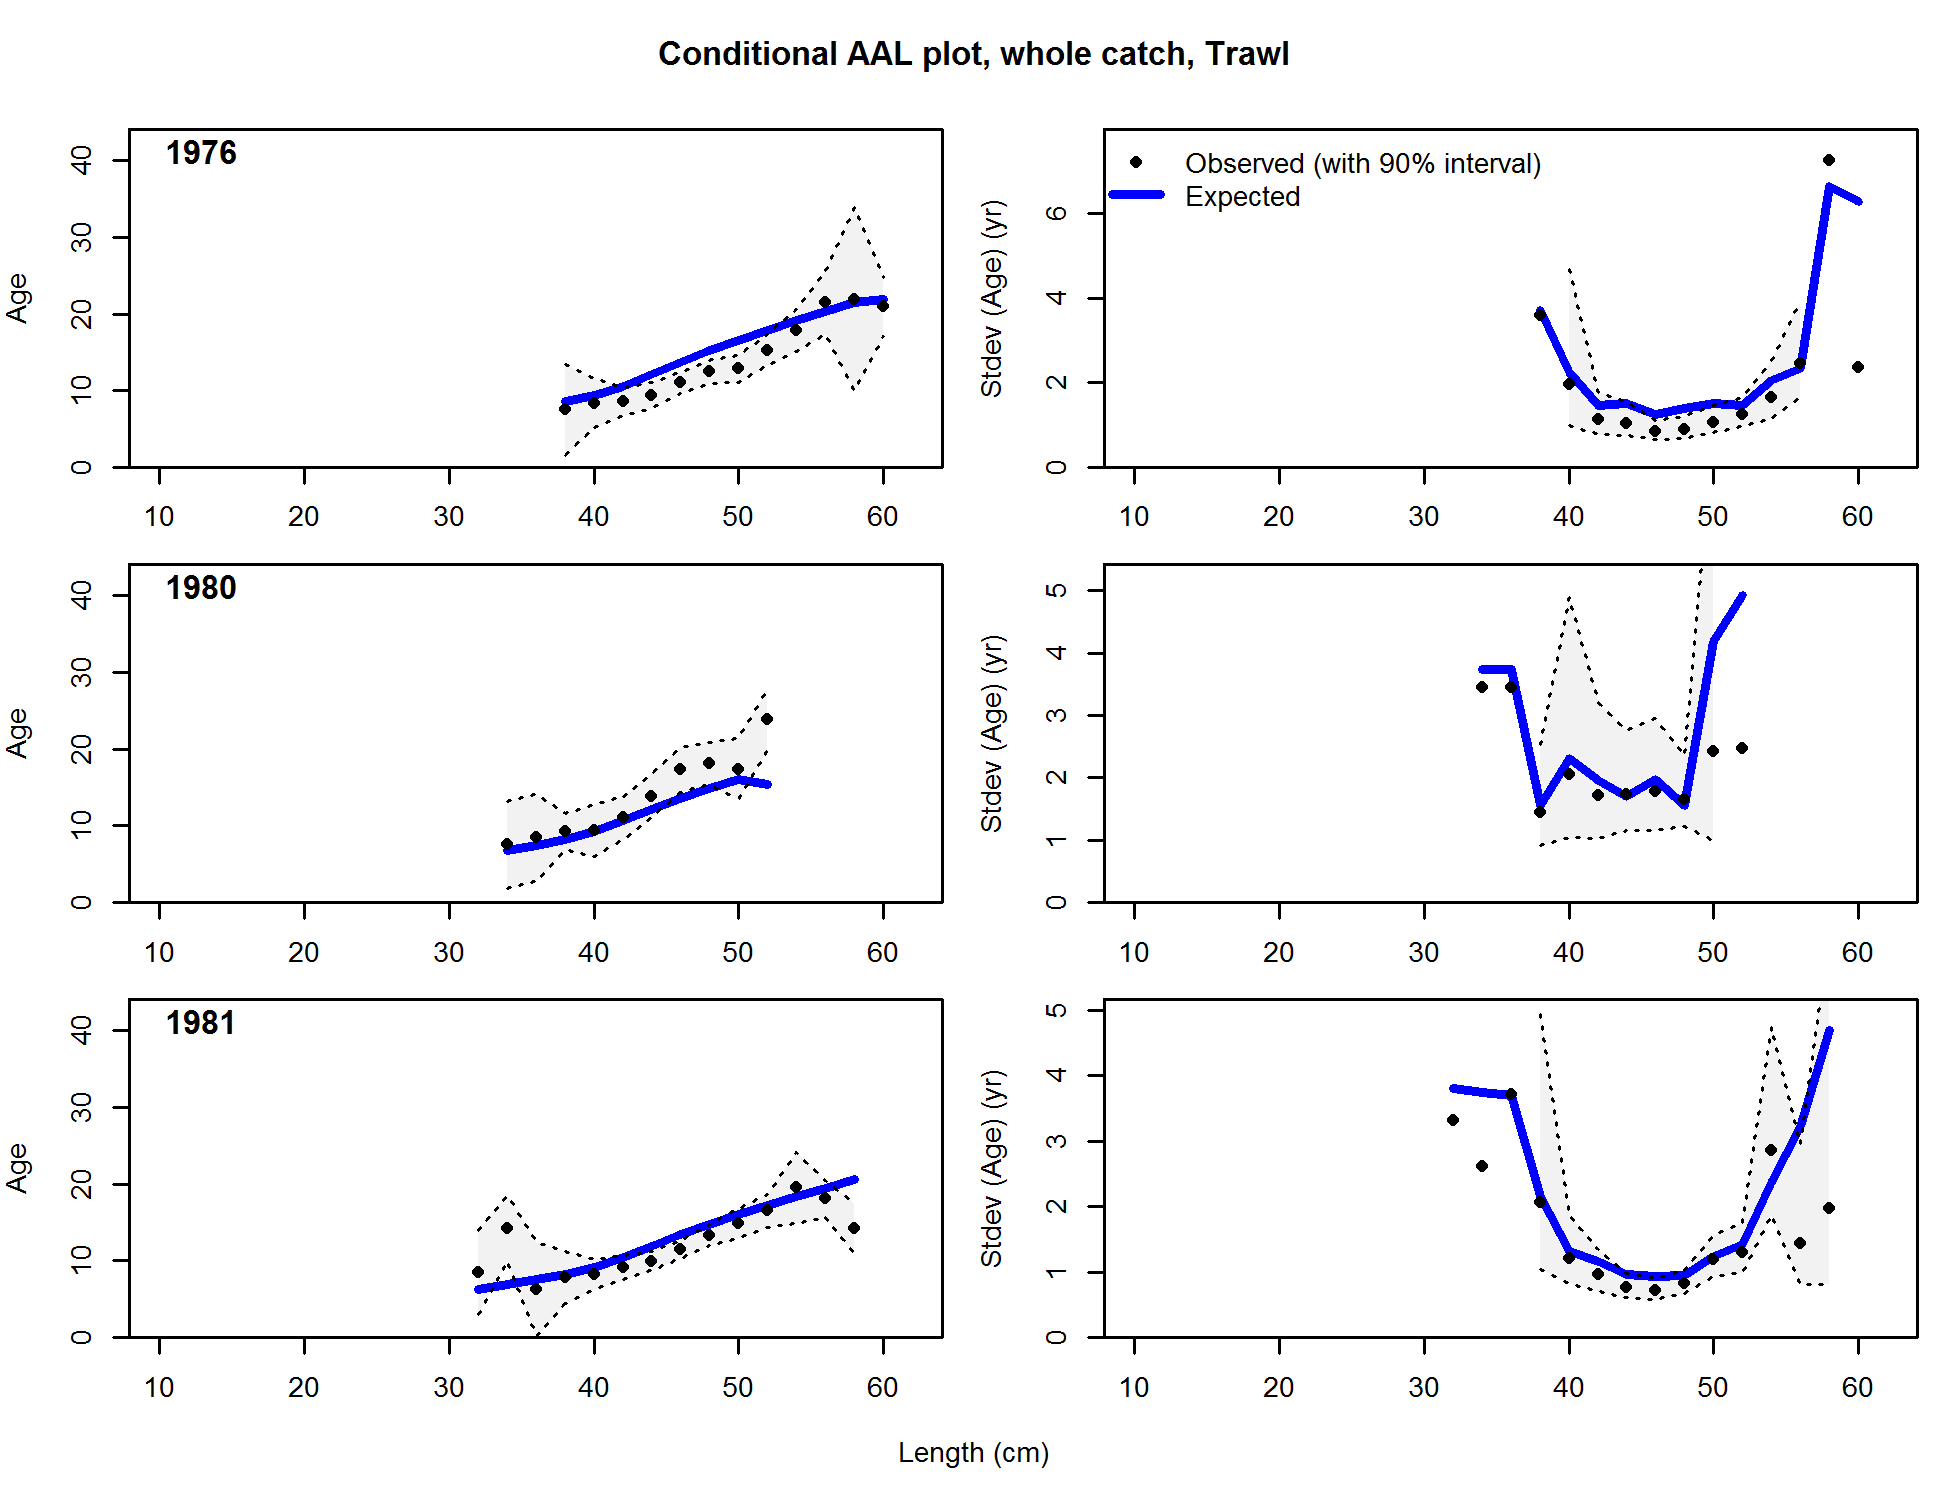 Conditional AAL plot, whole catch, Trawl
1976
Age
0 10 20 30 40
10 20 30 40 50 60
Observed (with 90% interval)
Expected
Stdev (Age) (yr)
0 2 4 6
10 20 30 40 50 60
1980
Age
0 10 20 30 40
10 20 30 40 50 60
Stdev (Age) (yr)
0 1 2 3 4 5
10 20 30 40 50 60
1981
Age
0 10 20 30 40
10 20 30 40 50 60
Stdev (Age) (yr)
0 1 2 3 4 5
10 20 30 40 50 60
Length (cm)